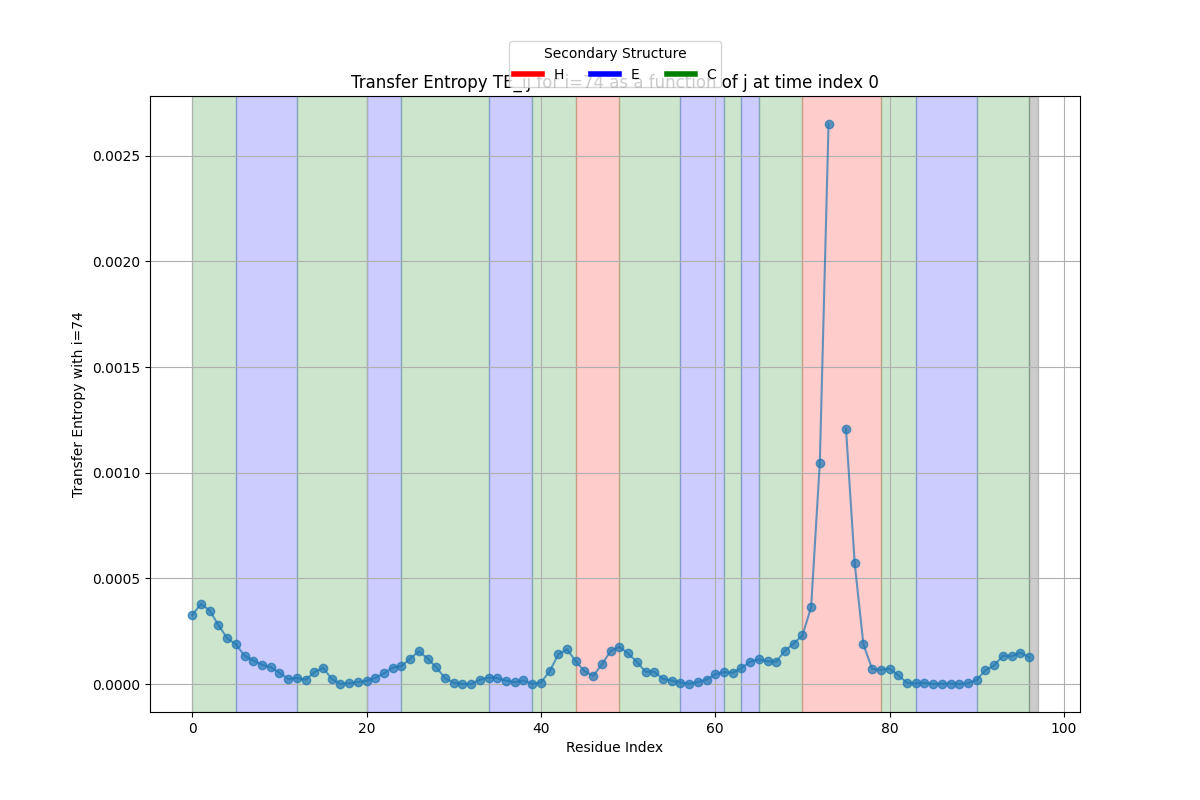 Secondary Structure
H E C
Transfer Entropy TE_ij for i=74 as a function of j at time index 0
Transfer Entropy with i=74
0.0025
0.0020
0.0015
0.0010
0.0005
0.0000
0 20 40 60 80 100
Residue Index